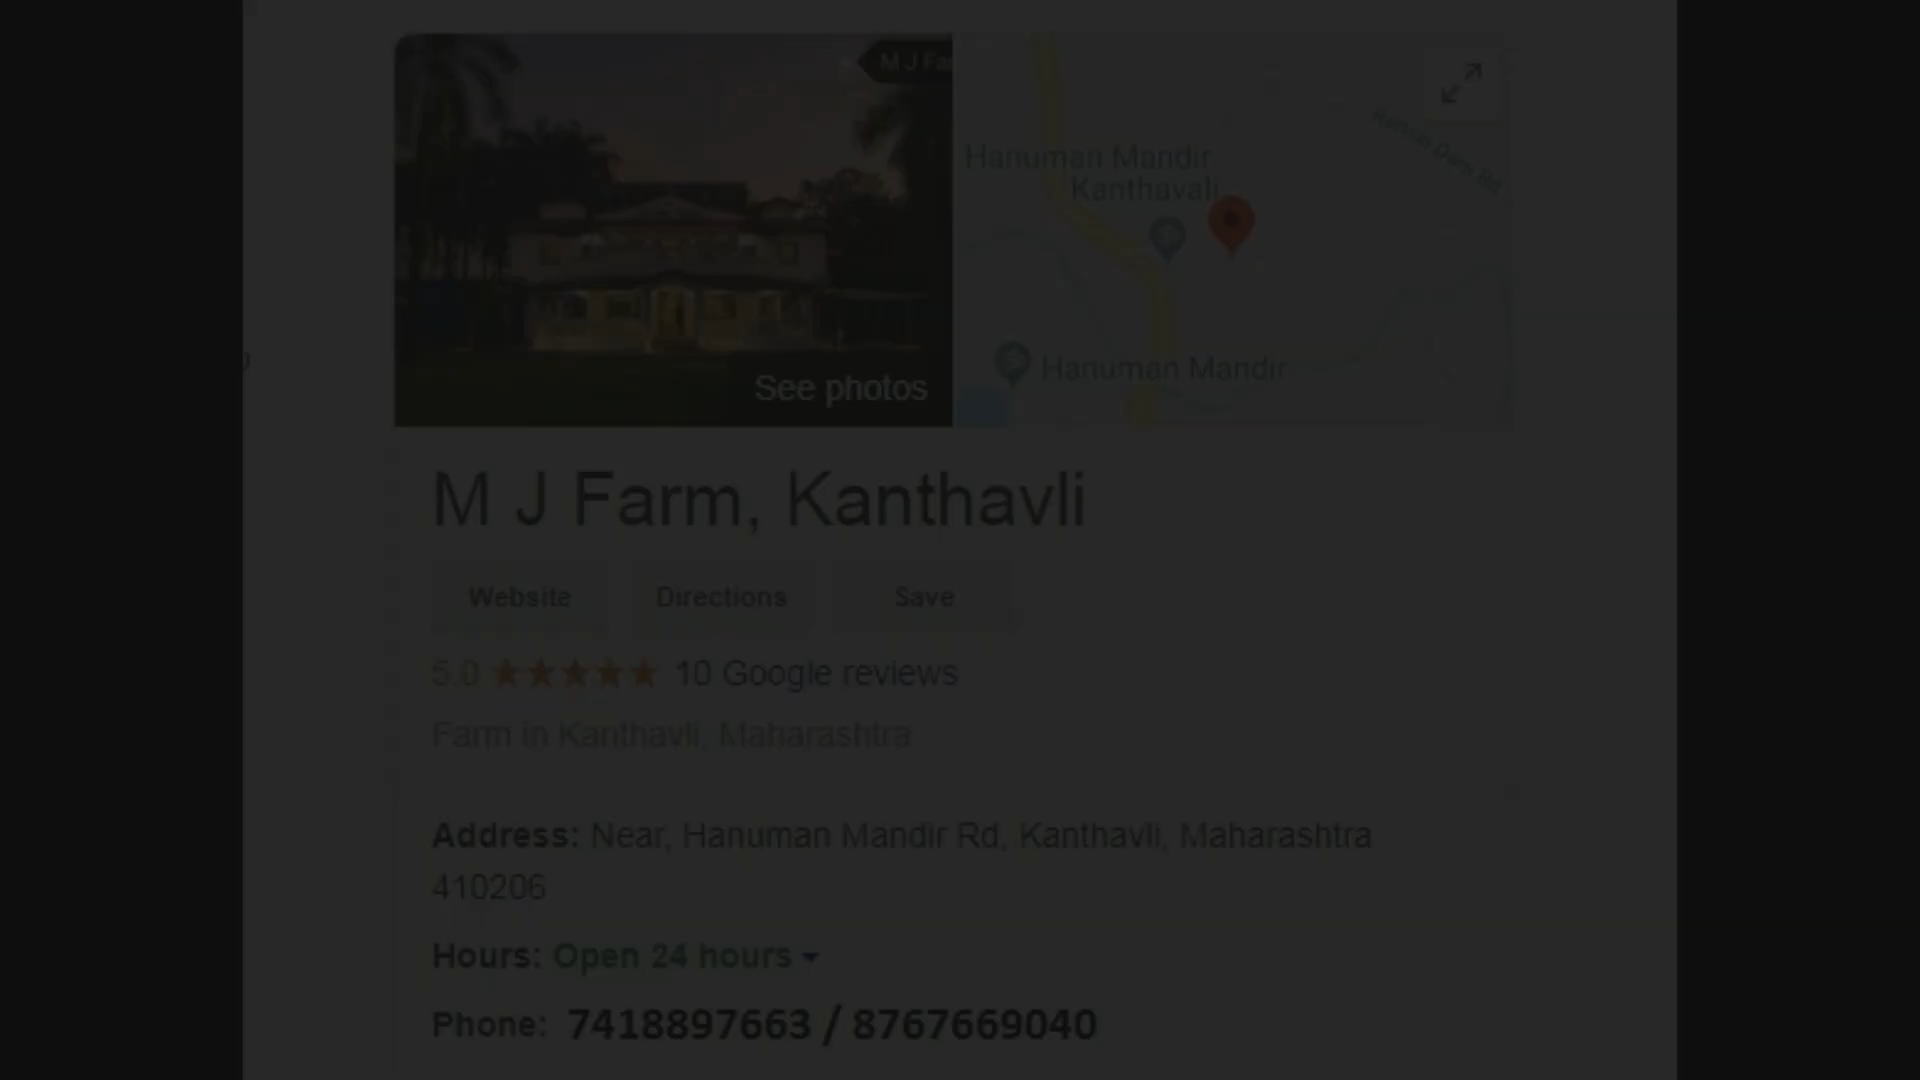 M J Far
Hanuman Mandir
Kanthavali
Hanuman Mandir
See photos
M J Farm, Kanthavli
Website Directions Save
5.0 ★★★★★ 10 Google reviews
Farm in Kanthavli, Maharashtra
Address: Near, Hanuman Mandir Rd, Kanthavli, Maharashtra
410206
Hours: Open 24 hours
Phone: 7418897663 / 8767669040